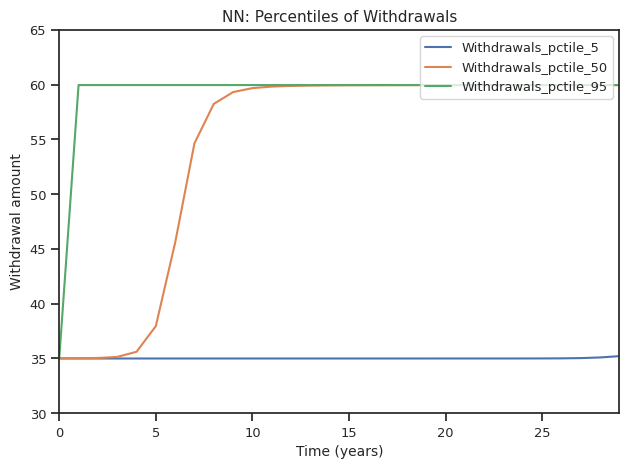 NN: Percentiles of Withdrawals
65
60
55
50
45
40
35
30
Withdrawal amount
Withdrawals_pctile_5
Withdrawals_pctile_50
Withdrawals_pctile_95
0 5 10 15 20 25
Time (years)